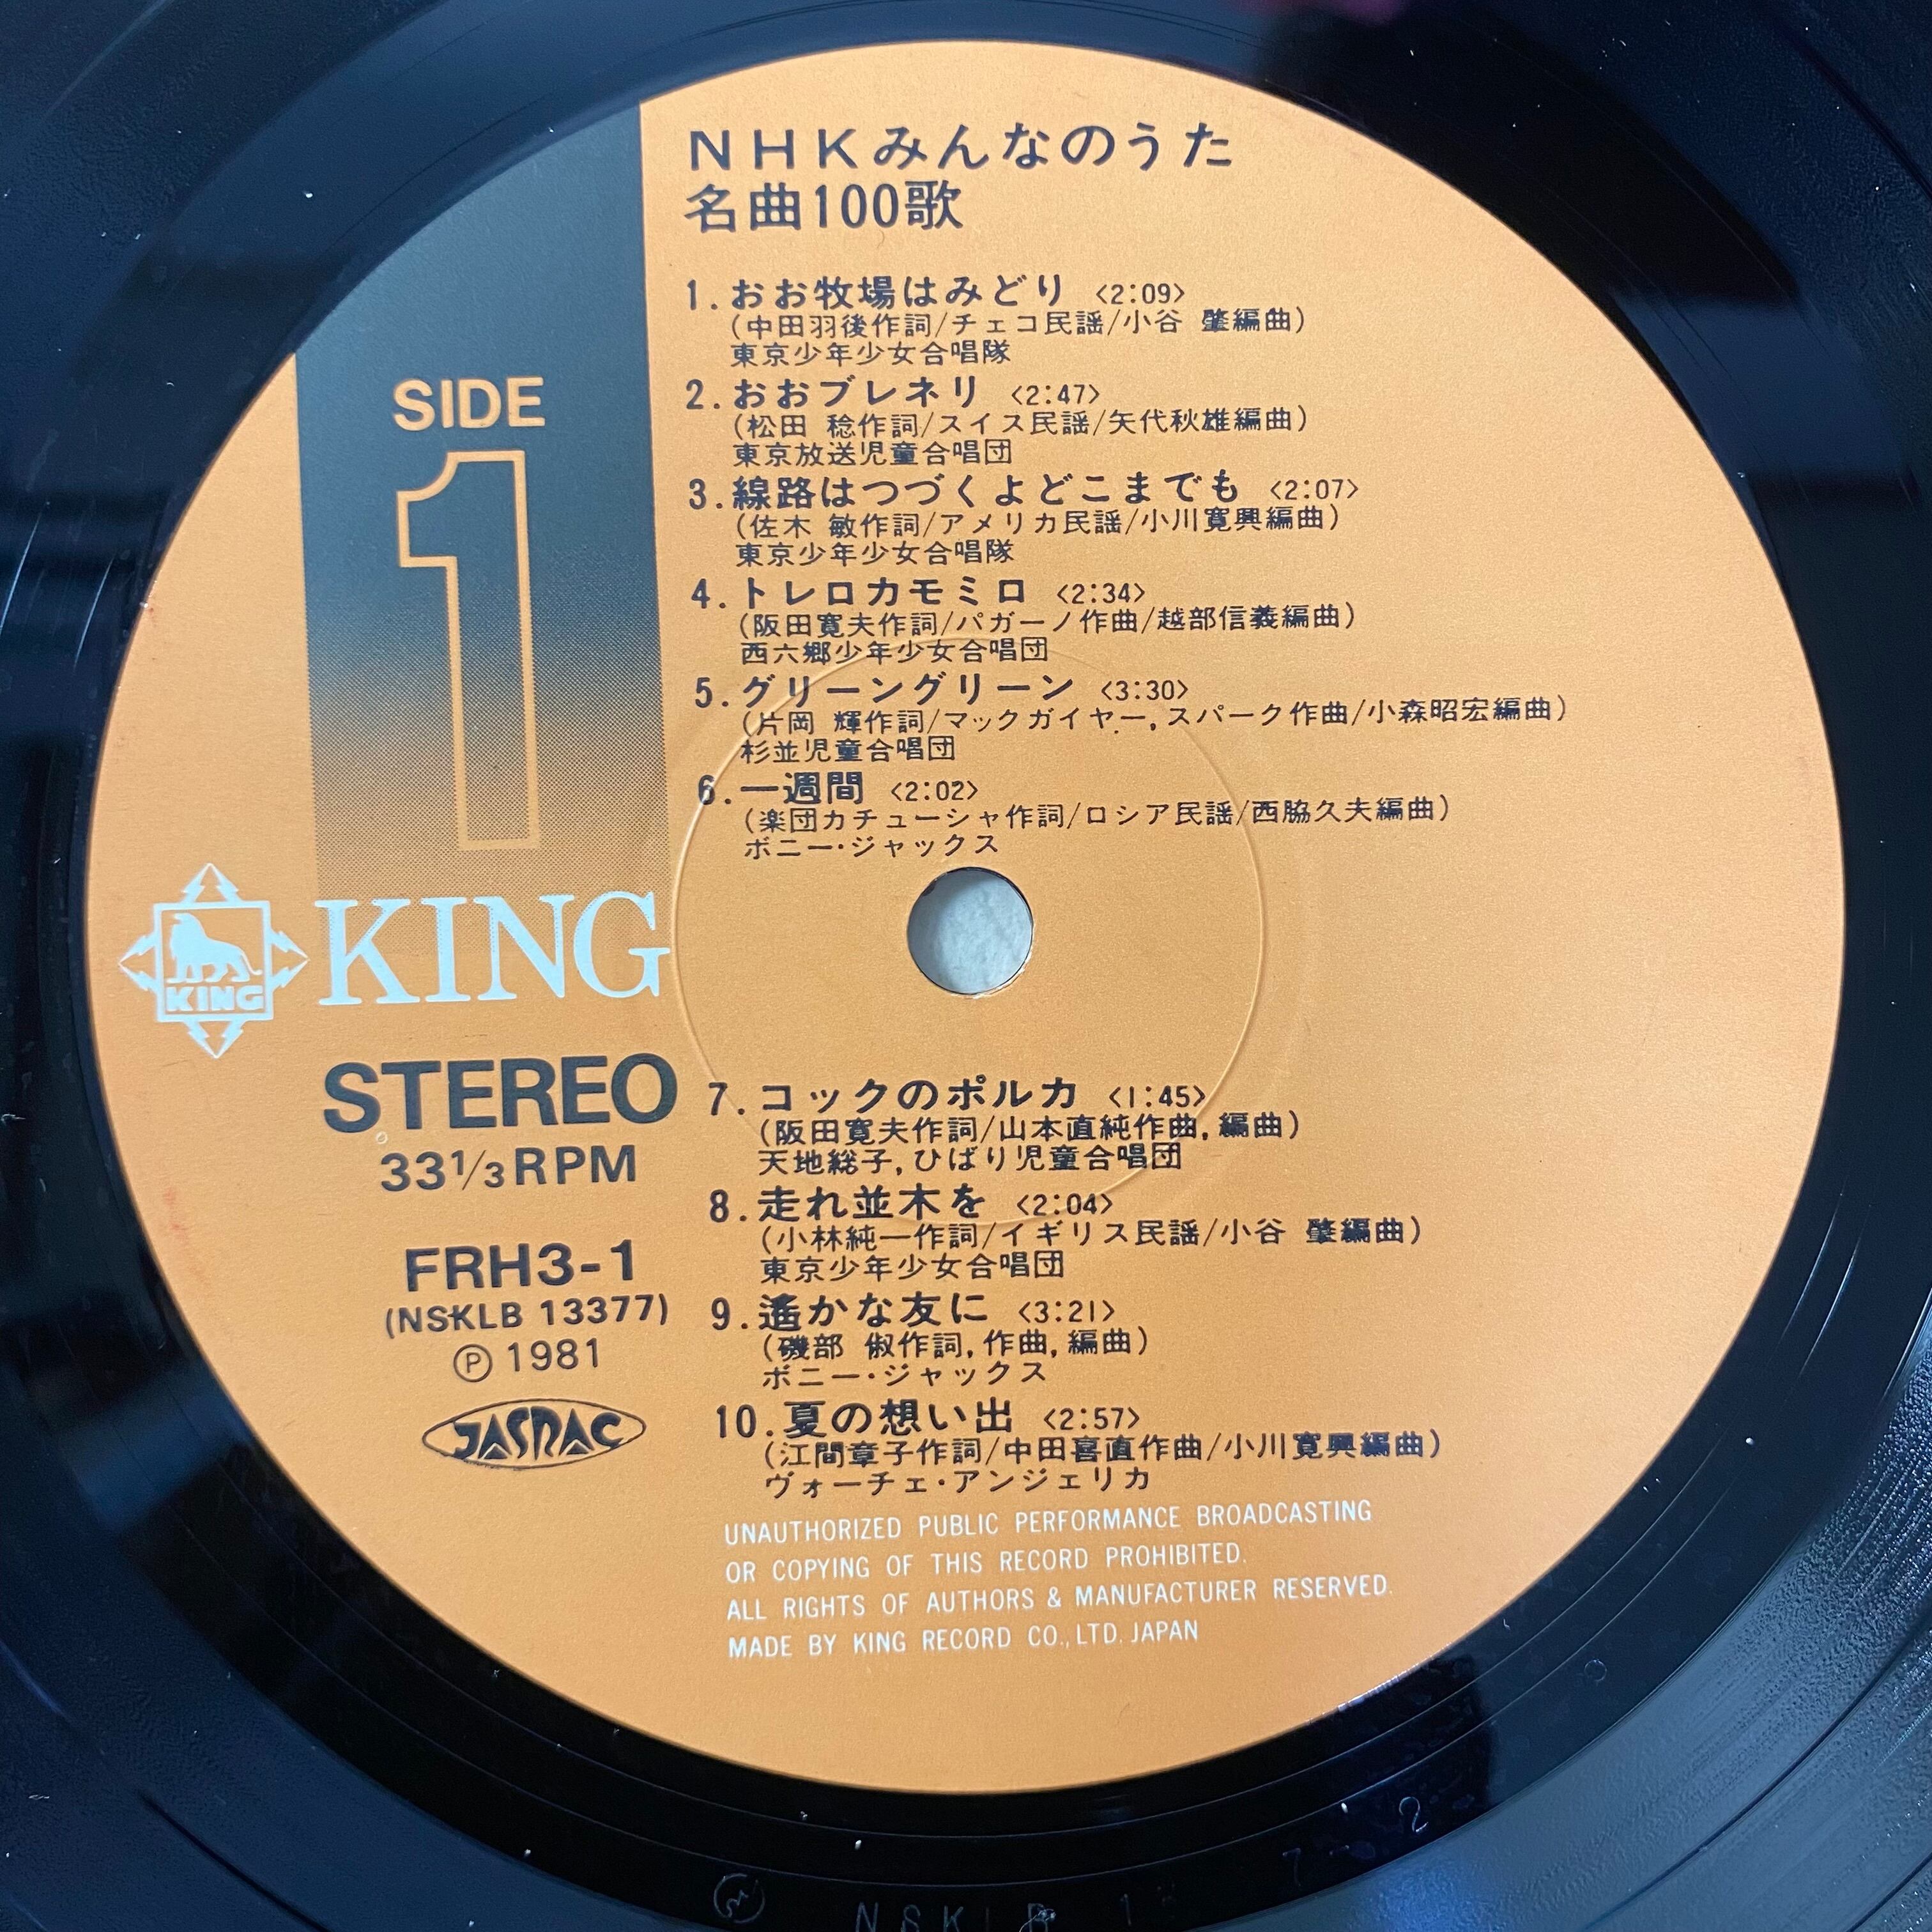 NHKみんなのうた
名曲100歌
1.おお牧場はみどり <2:09>
(中田羽後作詞/チェコ民謡/小谷 肇編曲)
東京少年少女合唱隊
2.おおブレネリ <2:47>
(松田 稔作詞/スイス民謡/矢代秋雄編曲)
東京放送児童合唱団
3.線路はつづくよどこまでも <2:07>
(佐木 敏作詞/アメリカ民謡/小川寛興編曲)
東京少年少女合唱隊
4.トレロカモミロ <2:34>
(阪田寛夫作詞/パガーノ作曲/越部信義編曲)
西六郷少年少女合唱団
5.グリーングリーン <3:30>
(片岡 輝作詞/マックガイヤー,スパーク作曲/小森昭宏編曲)
杉並児童合唱団
6.一週間 <2:02>
(楽団カチューシャ作詞/ロシア民謡/西脇久夫編曲)
ボニー・ジャックス
7.コックのポルカ <1:45>
(阪田寛夫作詞/山本直純作曲,編曲)
天地総子,ひばり児童合唱団
8.走れ並木を <2:04>
(小林純一作詞/イギリス民謡/小谷 肇編曲)
東京少年少女合唱団
9.遙かな友に <3:21>
(磯部 俶作詞,作曲,編曲)
ボニー・ジャックス
10.夏の想い出 <2:57>
(江間章子作詞/中田喜直作曲/小川寛興編曲)
ヴォーチェ・アンジェリカ
UNAUTHORIZED PUBLIC PERFORMANCE BROADCASTING
OR COPYING OF THIS RECORD PROHIBITED.
ALL RIGHTS OF AUTHORS & MANUFACTURER RESERVED.
MADE BY KING RECORD CO., LTD. JAPAN
SIDE
1
KING
KING
STEREO
33 1/3 RPM
FRH3-1
(NSKLB 13377)
Ⓟ 1981
JASRAC